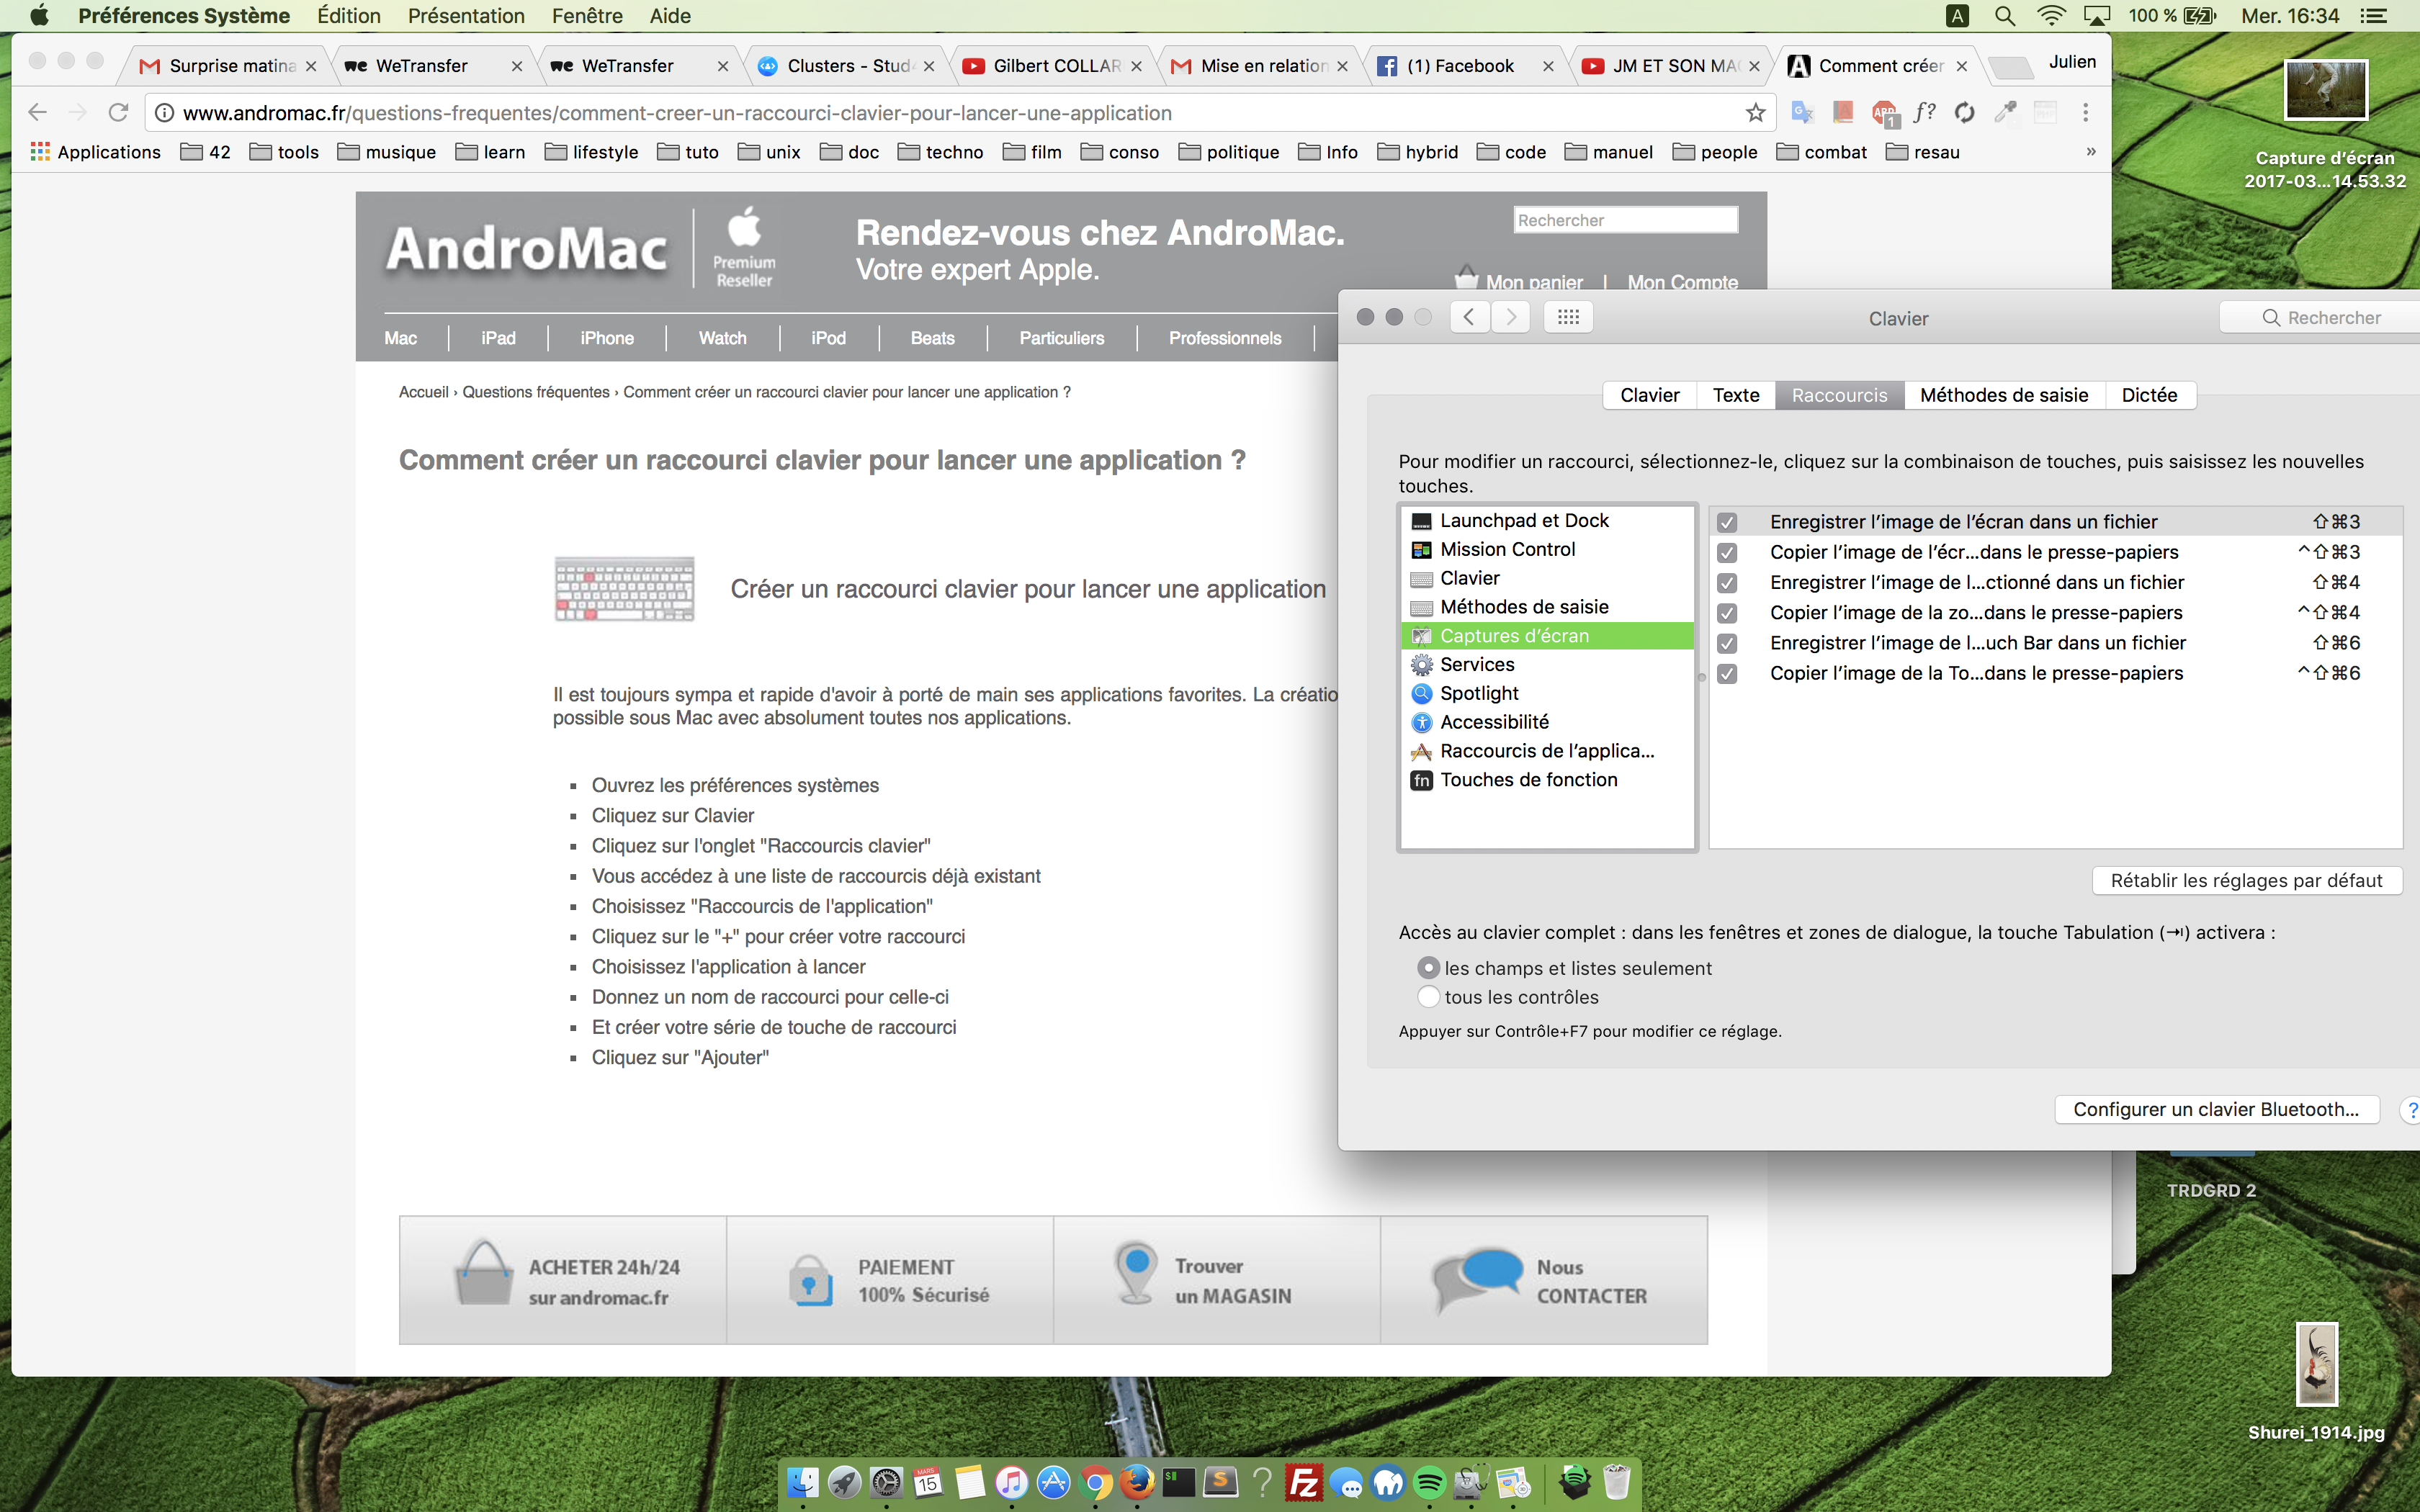 Préférences Système Édition Présentation Fenêtre Aide
A 100 % Mer. 16:34
Surprise matina
WeTransfer
WeTransfer
Clusters - Stud
Gilbert COLLAR
Mise en relation
(1) Facebook
JM ET SON MA
Comment créer
Julien
www.andromac.fr/questions-frequentes/comment-creer-un-raccourci-clavier-pour-lancer-une-application
ABP 1 f?
Applications 42 tools musique learn lifestyle tuto unix doc techno film conso politique Info hybrid code manuel people combat resau »
Capture d’écran
2017-03...14.53.32
AndroMac
Premium
Reseller
Rendez-vous chez AndroMac.
Votre expert Apple.
Rechercher
Mon panier | Mon Compte
Mac iPad iPhone Watch iPod Beats Particuliers Professionnels
Accueil › Questions fréquentes › Comment créer un raccourci clavier pour lancer une application ?
Comment créer un raccourci clavier pour lancer une application ?
Créer un raccourci clavier pour lancer une application
Il est toujours sympa et rapide d'avoir à porté de main ses applications favorites. La créatio
possible sous Mac avec absolument toutes nos applications.
▪ Ouvrez les préférences systèmes
▪ Cliquez sur Clavier
▪ Cliquez sur l'onglet "Raccourcis clavier"
▪ Vous accédez à une liste de raccourcis déjà existant
▪ Choisissez "Raccourcis de l'application"
▪ Cliquez sur le "+" pour créer votre raccourci
▪ Choisissez l'application à lancer
▪ Donnez un nom de raccourci pour celle-ci
▪ Et créer votre série de touche de raccourci
▪ Cliquez sur "Ajouter"
ACHETER 24h/24
sur andromac.fr
PAIEMENT
100% Sécurisé
Trouver
un MAGASIN
Nous
CONTACTER
Clavier
Rechercher
Clavier Texte Raccourcis Méthodes de saisie Dictée
Pour modifier un raccourci, sélectionnez-le, cliquez sur la combinaison de touches, puis saisissez les nouvelles
touches.
Launchpad et Dock
Mission Control
Clavier
Méthodes de saisie
Captures d’écran
Services
Spotlight
Accessibilité
Raccourcis de l’applica...
fn Touches de fonction
Enregistrer l’image de l’écran dans un fichier ⇧⌘3
Copier l’image de l’écr...dans le presse-papiers ^⇧⌘3
Enregistrer l’image de l...ctionné dans un fichier ⇧⌘4
Copier l’image de la zo...dans le presse-papiers ^⇧⌘4
Enregistrer l’image de l...uch Bar dans un fichier ⇧⌘6
Copier l’image de la To...dans le presse-papiers ^⇧⌘6
Rétablir les réglages par défaut
Accès au clavier complet : dans les fenêtres et zones de dialogue, la touche Tabulation (⇥) activera :
les champs et listes seulement
tous les contrôles
Appuyer sur Contrôle+F7 pour modifier ce réglage.
Configurer un clavier Bluetooth...
?
TRDGRD 2
Shurei_1914.jpg
MARS
15
$
S
?
FZ